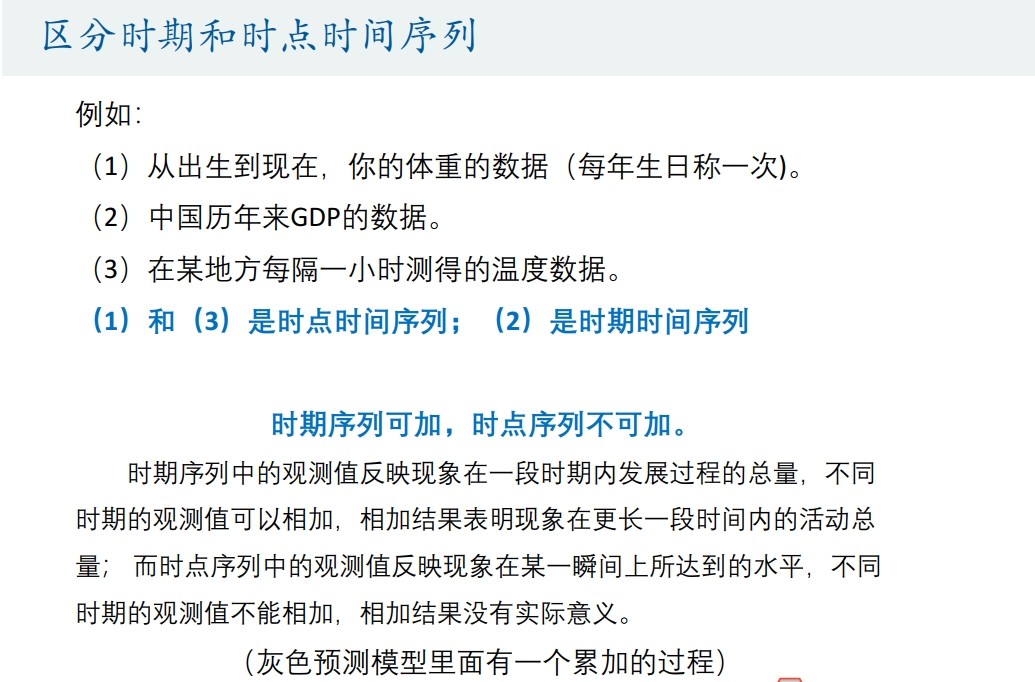 区分时期和时点时间序列
例如：
（1）从出生到现在，你的体重的数据（每年生日称一次)。
（2）中国历年来GDP的数据。
（3）在某地方每隔一小时测得的温度数据。
（1）和（3）是时点时间序列；（2）是时期时间序列
时期序列可加，时点序列不可加。
时期序列中的观测值反映现象在一段时期内发展过程的总量，不同
时期的观测值可以相加，相加结果表明现象在更长一段时间内的活动总
量； 而时点序列中的观测值反映现象在某一瞬间上所达到的水平，不同
时期的观测值不能相加，相加结果没有实际意义。
（灰色预测模型里面有一个累加的过程）